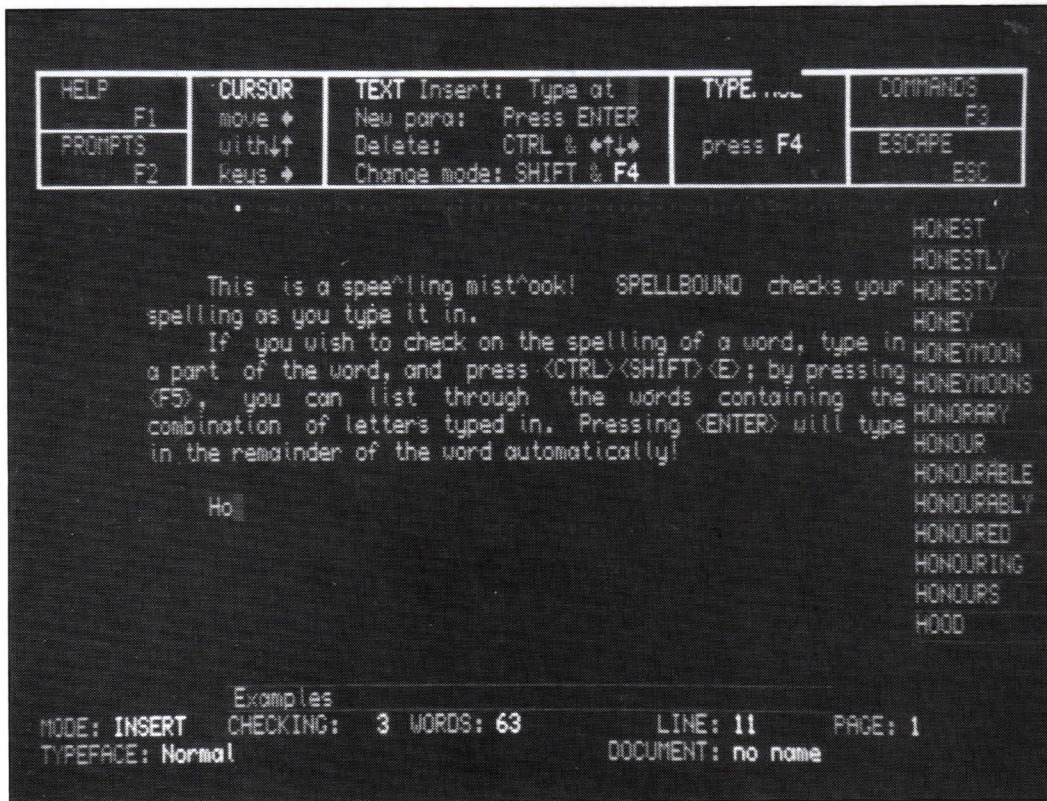 HELP
F1
PROMPTS
F2
CURSOR
move ←
with↓↑
keys →
TEXT Insert: Type at
New para: Press ENTER
Delete: CTRL & ←↑↓→
Change mode: SHIFT & F4
press F4
COMMANDS
F3
ESCAPE
ESC
This is a spee^ling mist^ook! SPELLBOUND checks your
spelling as you type it in.
If you wish to check on the spelling of a word, type in
a part of the word, and press <CTRL><SHIFT><E>; by pressing
<F5>, you can list through the words containing the
combination of letters typed in. Pressing <ENTER> will type
in the remainder of the word automatically!
Ho
HONEST
HONESTLY
HONESTY
HONEY
HONEYMOON
HONEYMOONS
HONORARY
HONOUR
HONOURABLE
HONOURABLY
HONOURED
HONOURING
HONOURS
HOOD
Examples
MODE: INSERT CHECKING: 3 WORDS: 63 LINE: 11 PAGE: 1
TYPEFACE: Normal DOCUMENT: no name